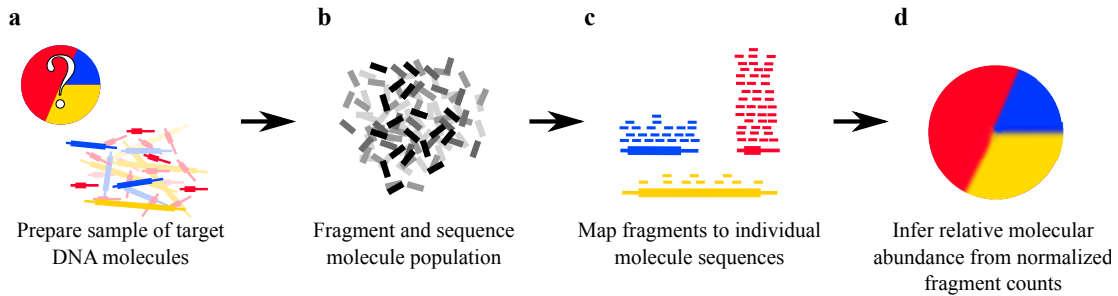 a
b
c
d
?
Prepare sample of target
DNA molecules
Fragment and sequence
molecule population
Map fragments to individual
molecule sequences
Infer relative molecular
abundance from normalized
fragment counts